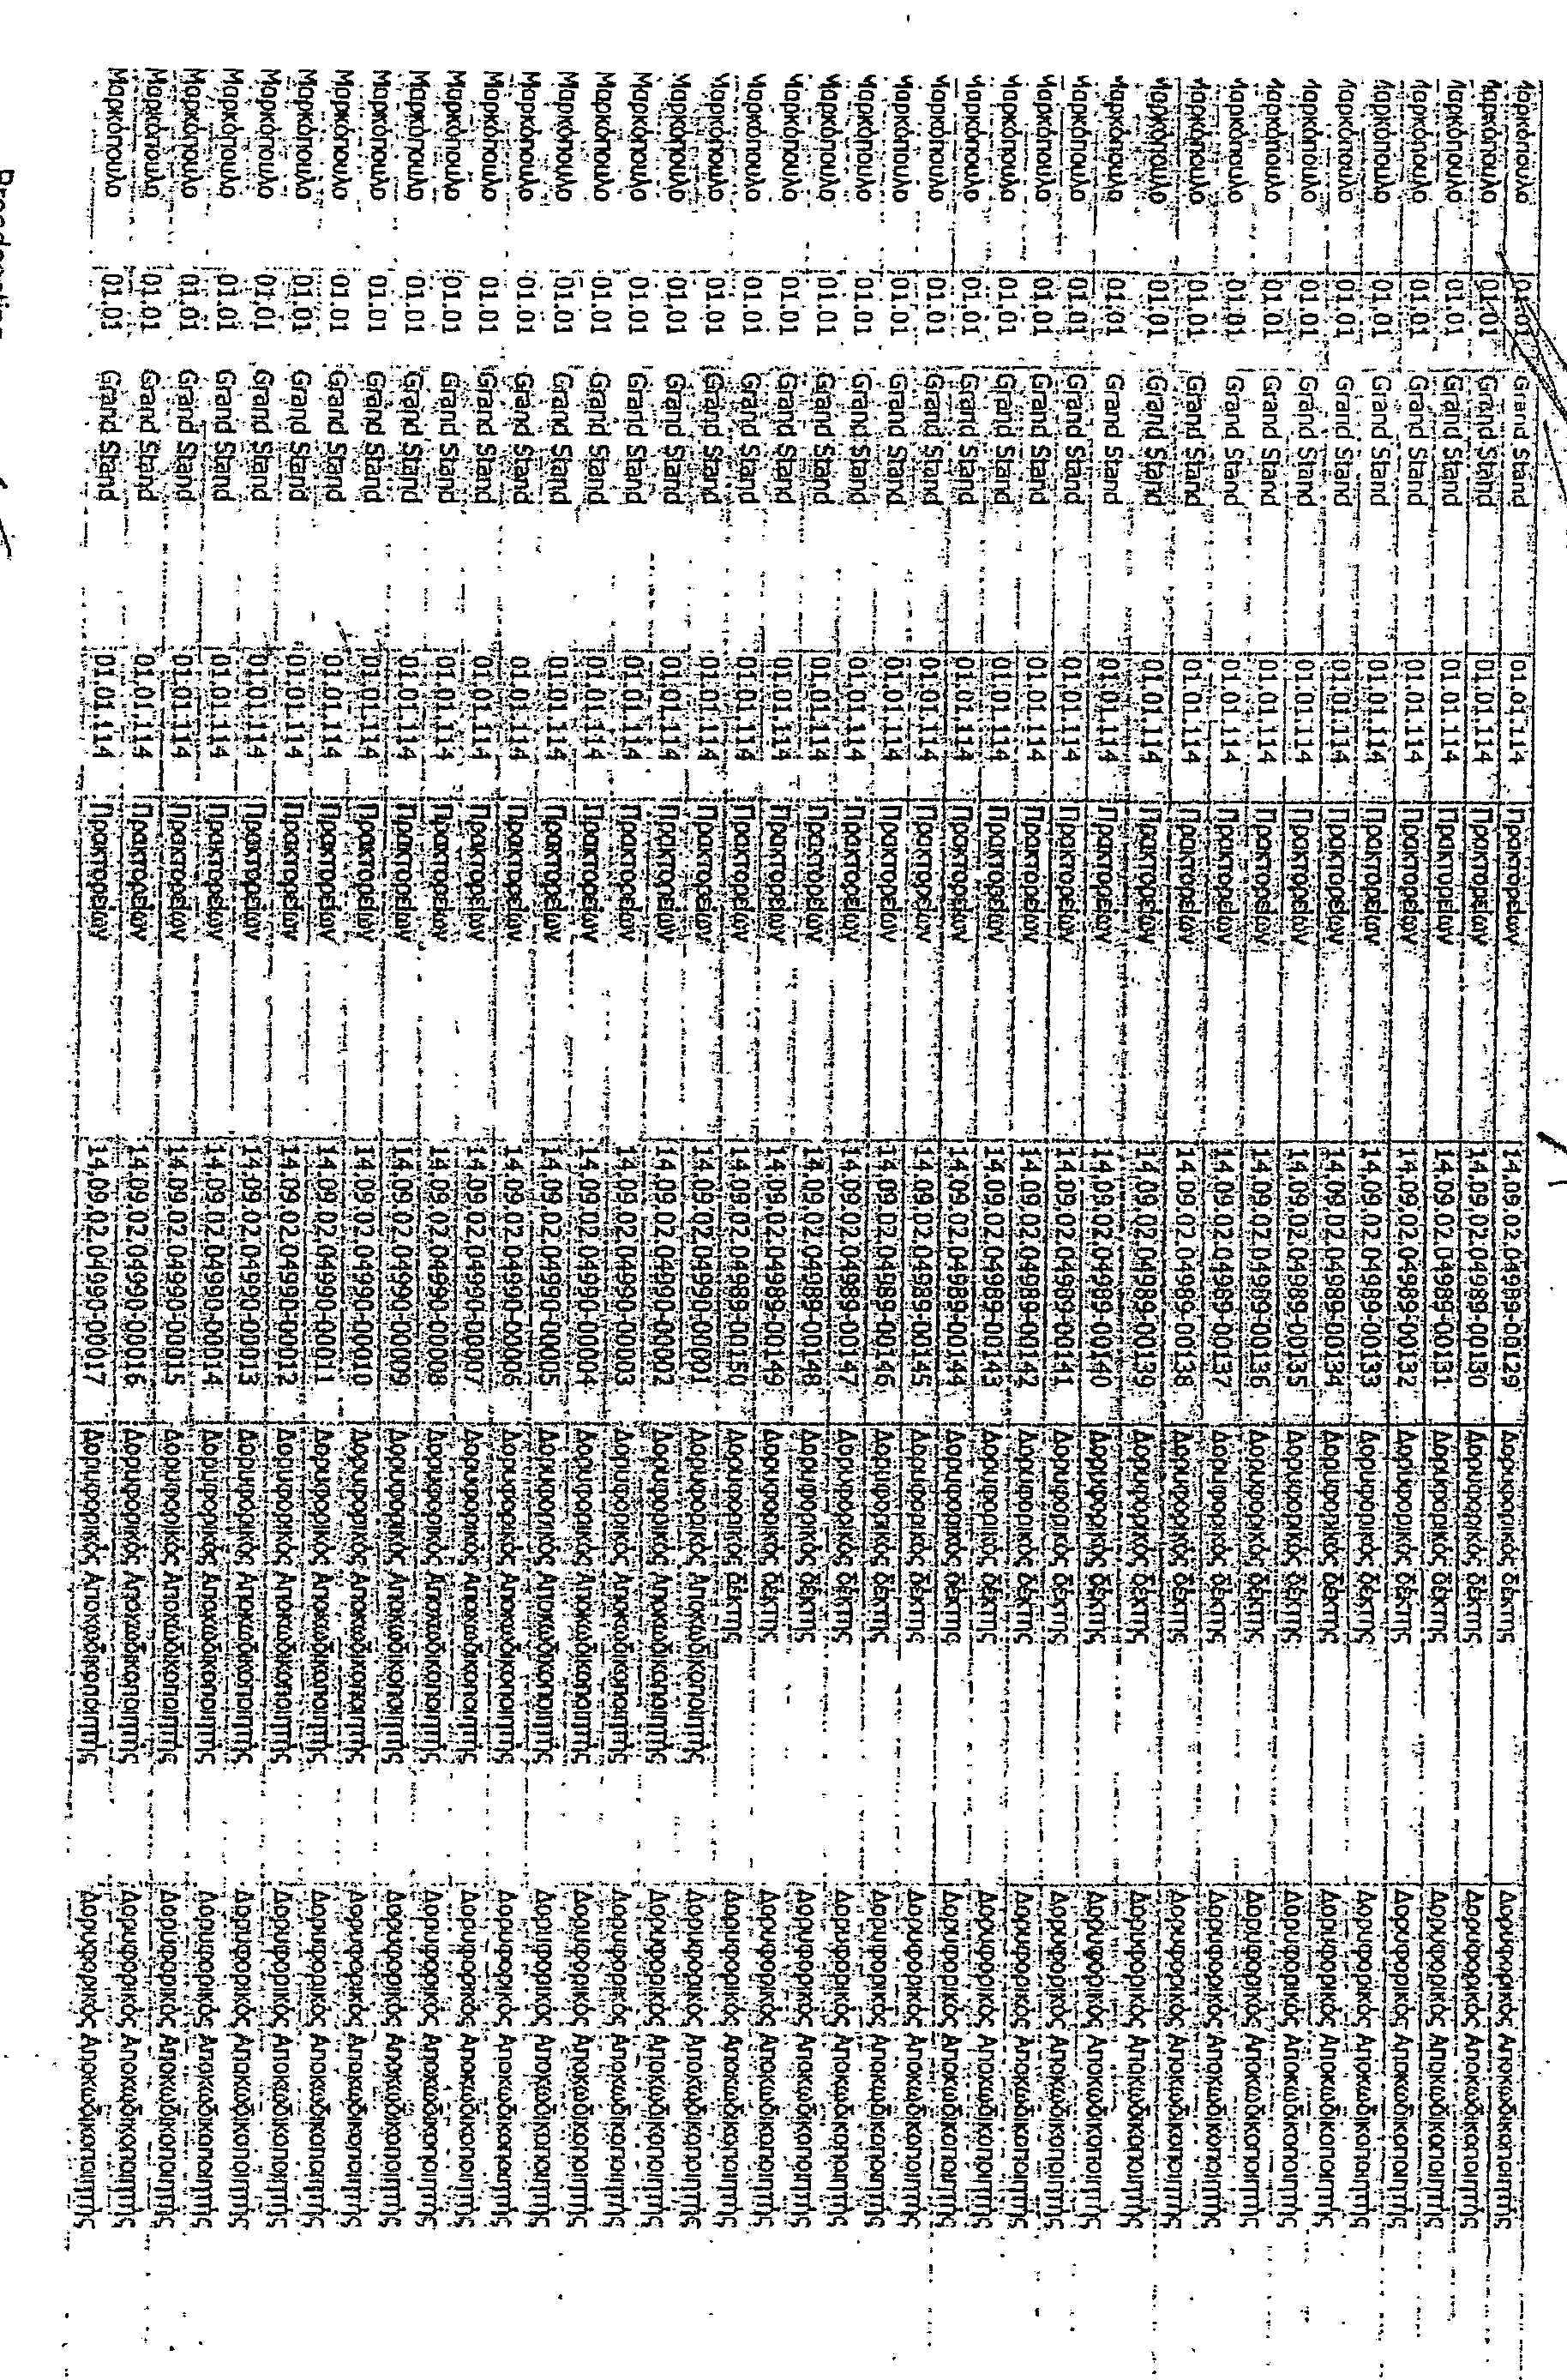 Μαρκόπουλο 01.01 Grand Stand 01.01.114 Πρακτορείων 14.09.02.04989-00129 Δορυφορικός δέκτης Δορυφορικός Αποκωδικοποιητής
Μαρκόπουλο 01.01 Grand Stand 01.01.114 Πρακτορείων 14.09.02.04989-00130 Δορυφορικός δέκτης Δορυφορικός Αποκωδικοποιητής
Μαρκόπουλο 01.01 Grand Stand 01.01.114 Πρακτορείων 14.09.02.04989-00131 Δορυφορικός δέκτης Δορυφορικός Αποκωδικοποιητής
Μαρκόπουλο 01.01 Grand Stand 01.01.114 Πρακτορείων 14.09.02.04989-00132 Δορυφορικός δέκτης Δορυφορικός Αποκωδικοποιητής
Μαρκόπουλο 01.01 Grand Stand 01.01.114 Πρακτορείων 14.09.02.04989-00133 Δορυφορικός δέκτης Δορυφορικός Αποκωδικοποιητής
Μαρκόπουλο 01.01 Grand Stand 01.01.114 Πρακτορείων 14.09.02.04989-00134 Δορυφορικός δέκτης Δορυφορικός Αποκωδικοποιητής
Μαρκόπουλο 01.01 Grand Stand 01.01.114 Πρακτορείων 14.09.02.04989-00135 Δορυφορικός δέκτης Δορυφορικός Αποκωδικοποιητής
Μαρκόπουλο 01.01 Grand Stand 01.01.114 Πρακτορείων 14.09.02.04989-00136 Δορυφορικός δέκτης Δορυφορικός Αποκωδικοποιητής
Μαρκόπουλο 01.01 Grand Stand 01.01.114 Πρακτορείων 14.09.02.04989-00137 Δορυφορικός δέκτης Δορυφορικός Αποκωδικοποιητής
Μαρκόπουλο 01.01 Grand Stand 01.01.114 Πρακτορείων 14.09.02.04989-00138 Δορυφορικός δέκτης Δορυφορικός Αποκωδικοποιητής
Μαρκόπουλο 01.01 Grand Stand 01.01.114 Πρακτορείων 14.09.02.04989-00139 Δορυφορικός δέκτης Δορυφορικός Αποκωδικοποιητής
Μαρκόπουλο 01.01 Grand Stand 01.01.114 Πρακτορείων 14.09.02.04989-00140 Δορυφορικός δέκτης Δορυφορικός Αποκωδικοποιητής
Μαρκόπουλο 01.01 Grand Stand 01.01.114 Πρακτορείων 14.09.02.04989-00141 Δορυφορικός δέκτης Δορυφορικός Αποκωδικοποιητής
Μαρκόπουλο 01.01 Grand Stand 01.01.114 Πρακτορείων 14.09.02.04989-00142 Δορυφορικός δέκτης Δορυφορικός Αποκωδικοποιητής
Μαρκόπουλο 01.01 Grand Stand 01.01.114 Πρακτορείων 14.09.02.04989-00143 Δορυφορικός δέκτης Δορυφορικός Αποκωδικοποιητής
Μαρκόπουλο 01.01 Grand Stand 01.01.114 Πρακτορείων 14.09.02.04989-00144 Δορυφορικός δέκτης Δορυφορικός Αποκωδικοποιητής
Μαρκόπουλο 01.01 Grand Stand 01.01.114 Πρακτορείων 14.09.02.04989-00145 Δορυφορικός δέκτης Δορυφορικός Αποκωδικοποιητής
Μαρκόπουλο 01.01 Grand Stand 01.01.114 Πρακτορείων 14.09.02.04989-00146 Δορυφορικός δέκτης Δορυφορικός Αποκωδικοποιητής
Μαρκόπουλο 01.01 Grand Stand 01.01.114 Πρακτορείων 14.09.02.04989-00147 Δορυφορικός δέκτης Δορυφορικός Αποκωδικοποιητής
Μαρκόπουλο 01.01 Grand Stand 01.01.114 Πρακτορείων 14.09.02.04989-00148 Δορυφορικός δέκτης Δορυφορικός Αποκωδικοποιητής
Μαρκόπουλο 01.01 Grand Stand 01.01.114 Πρακτορείων 14.09.02.04989-00149 Δορυφορικός δέκτης Δορυφορικός Αποκωδικοποιητής
Μαρκόπουλο 01.01 Grand Stand 01.01.114 Πρακτορείων 14.09.02.04989-00150 Δορυφορικός δέκτης Δορυφορικός Αποκωδικοποιητής
Μαρκόπουλο 01.01 Grand Stand 01.01.114 Πρακτορείων 14.09.02.04990-00001 Δορυφορικός Αποκωδικοποιητής Δορυφορικός Αποκωδικοποιητής
Μαρκόπουλο 01.01 Grand Stand 01.01.114 Πρακτορείων 14.09.02.04990-00002 Δορυφορικός Αποκωδικοποιητής Δορυφορικός Αποκωδικοποιητής
Μαρκόπουλο 01.01 Grand Stand 01.01.114 Πρακτορείων 14.09.02.04990-00003 Δορυφορικός Αποκωδικοποιητής Δορυφορικός Αποκωδικοποιητής
Μαρκόπουλο 01.01 Grand Stand 01.01.114 Πρακτορείων 14.09.02.04990-00004 Δορυφορικός Αποκωδικοποιητής Δορυφορικός Αποκωδικοποιητής
Μαρκόπουλο 01.01 Grand Stand 01.01.114 Πρακτορείων 14.09.02.04990-00005 Δορυφορικός Αποκωδικοποιητής Δορυφορικός Αποκωδικοποιητής
Μαρκόπουλο 01.01 Grand Stand 01.01.114 Πρακτορείων 14.09.02.04990-00006 Δορυφορικός Αποκωδικοποιητής Δορυφορικός Αποκωδικοποιητής
Μαρκόπουλο 01.01 Grand Stand 01.01.114 Πρακτορείων 14.09.02.04990-00007 Δορυφορικός Αποκωδικοποιητής Δορυφορικός Αποκωδικοποιητής
Μαρκόπουλο 01.01 Grand Stand 01.01.114 Πρακτορείων 14.09.02.04990-00008 Δορυφορικός Αποκωδικοποιητής Δορυφορικός Αποκωδικοποιητής
Μαρκόπουλο 01.01 Grand Stand 01.01.114 Πρακτορείων 14.09.02.04990-00009 Δορυφορικός Αποκωδικοποιητής Δορυφορικός Αποκωδικοποιητής
Μαρκόπουλο 01.01 Grand Stand 01.01.114 Πρακτορείων 14.09.02.04990-00010 Δορυφορικός Αποκωδικοποιητής Δορυφορικός Αποκωδικοποιητής
Μαρκόπουλο 01.01 Grand Stand 01.01.114 Πρακτορείων 14.09.02.04990-00011 Δορυφορικός Αποκωδικοποιητής Δορυφορικός Αποκωδικοποιητής
Μαρκόπουλο 01.01 Grand Stand 01.01.114 Πρακτορείων 14.09.02.04990-00012 Δορυφορικός Αποκωδικοποιητής Δορυφορικός Αποκωδικοποιητής
Μαρκόπουλο 01.01 Grand Stand 01.01.114 Πρακτορείων 14.09.02.04990-00013 Δορυφορικός Αποκωδικοποιητής Δορυφορικός Αποκωδικοποιητής
Μαρκόπουλο 01.01 Grand Stand 01.01.114 Πρακτορείων 14.09.02.04990-00014 Δορυφορικός Αποκωδικοποιητής Δορυφορικός Αποκωδικοποιητής
Μαρκόπουλο 01.01 Grand Stand 01.01.114 Πρακτορείων 14.09.02.04990-00015 Δορυφορικός Αποκωδικοποιητής Δορυφορικός Αποκωδικοποιητής
Μαρκόπουλο 01.01 Grand Stand 01.01.114 Πρακτορείων 14.09.02.04990-00016 Δορυφορικός Αποκωδικοποιητής Δορυφορικός Αποκωδικοποιητής
Μαρκόπουλο 01.01 Grand Stand 01.01.114 Πρακτορείων 14.09.02.04990-00017 Δορυφορικός Αποκωδικοποιητής Δορυφορικός Αποκωδικοποιητής